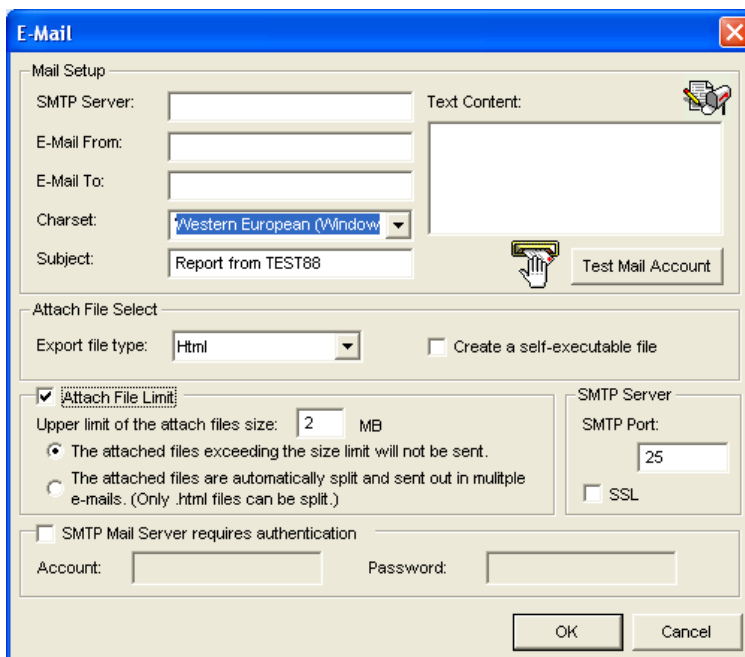 E-Mail
Mail Setup
SMTP Server:
Text Content:
E-Mail From:
E-Mail To:
Charset:
Western European (Window
Subject:
Report from TEST88
Test Mail Account
Attach File Select
Export file type:
Html
Create a self-executable file
Attach File Limit
Upper limit of the attach files size:
2
MB
The attached files exceeding the size limit will not be sent.
The attached files are automatically split and sent out in mulitple
e-mails. (Only .html files can be split.)
SMTP Server
SMTP Port:
25
SSL
SMTP Mail Server requires authentication
Account:
Password:
OK
Cancel